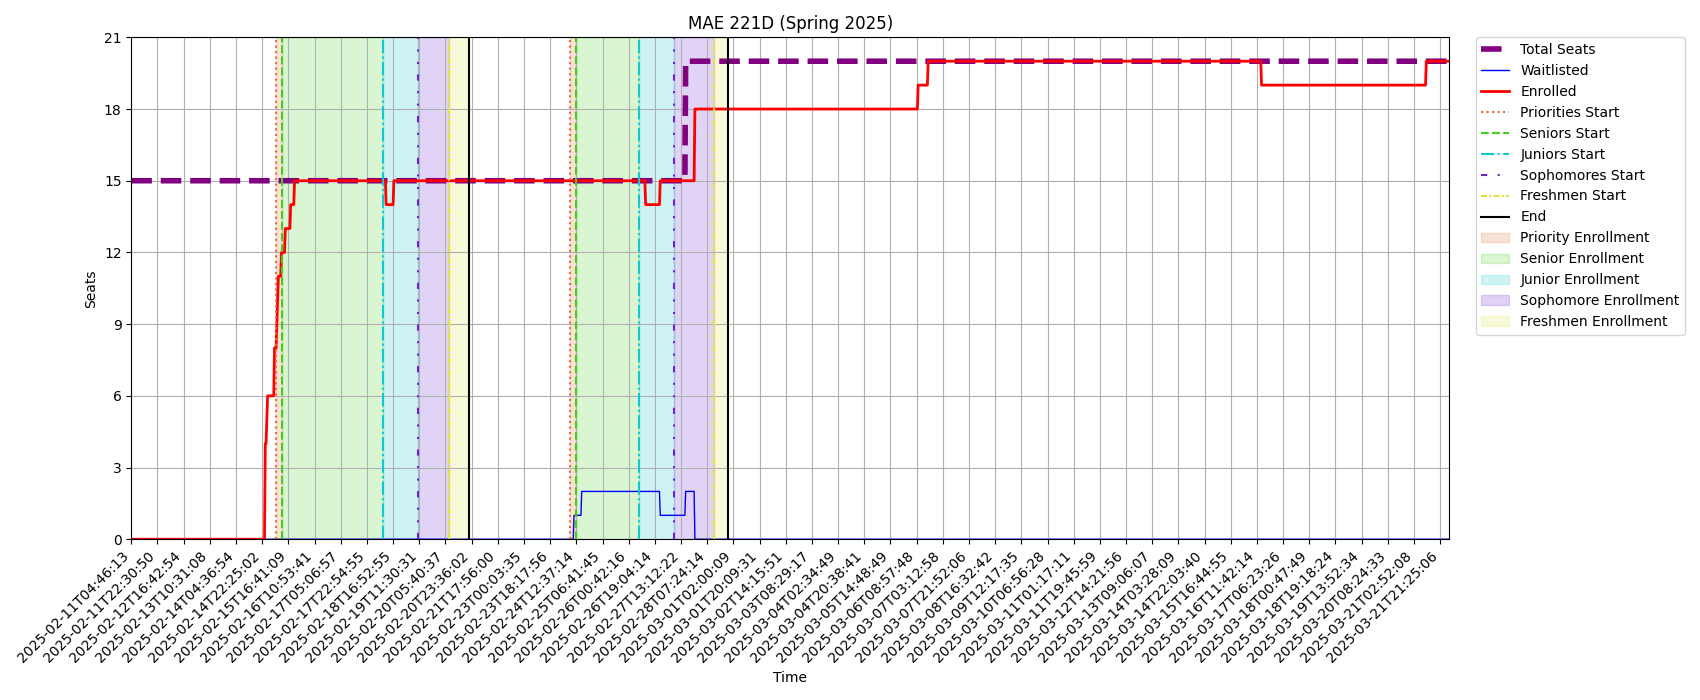 MAE 221D (Spring 2025)
Seats
21
18
15
12
9
6
3
0
2025-02-11T04:46:13
2025-02-11T22:30:50
2025-02-12T16:42:54
2025-02-13T10:31:08
2025-02-14T04:36:54
2025-02-14T22:25:02
2025-02-15T16:41:09
2025-02-16T10:53:41
2025-02-17T05:06:57
2025-02-17T22:54:55
2025-02-18T16:52:55
2025-02-19T11:30:31
2025-02-20T05:40:37
2025-02-20T23:36:02
2025-02-21T17:56:00
2025-02-23T00:03:35
2025-02-23T18:17:56
2025-02-24T12:37:14
2025-02-25T06:41:45
2025-02-26T00:42:16
2025-02-26T19:04:14
2025-02-27T13:12:22
2025-02-28T07:24:14
2025-03-01T02:00:09
2025-03-01T20:09:31
2025-03-02T14:15:51
2025-03-03T08:29:17
2025-03-04T02:34:49
2025-03-04T20:38:41
2025-03-05T14:48:49
2025-03-06T08:57:48
2025-03-07T03:12:58
2025-03-07T21:52:06
2025-03-08T16:32:42
2025-03-09T12:17:35
2025-03-10T06:56:28
2025-03-11T01:17:11
2025-03-11T19:45:59
2025-03-12T14:21:56
2025-03-13T09:06:07
2025-03-14T03:28:09
2025-03-14T22:03:40
2025-03-15T16:44:55
2025-03-16T11:42:14
2025-03-17T06:23:26
2025-03-18T00:47:49
2025-03-18T19:18:24
2025-03-19T13:52:34
2025-03-20T08:24:33
2025-03-21T02:52:08
2025-03-21T21:25:06
Time
Total Seats
Waitlisted
Enrolled
Priorities Start
Seniors Start
Juniors Start
Sophomores Start
Freshmen Start
End
Priority Enrollment
Senior Enrollment
Junior Enrollment
Sophomore Enrollment
Freshmen Enrollment